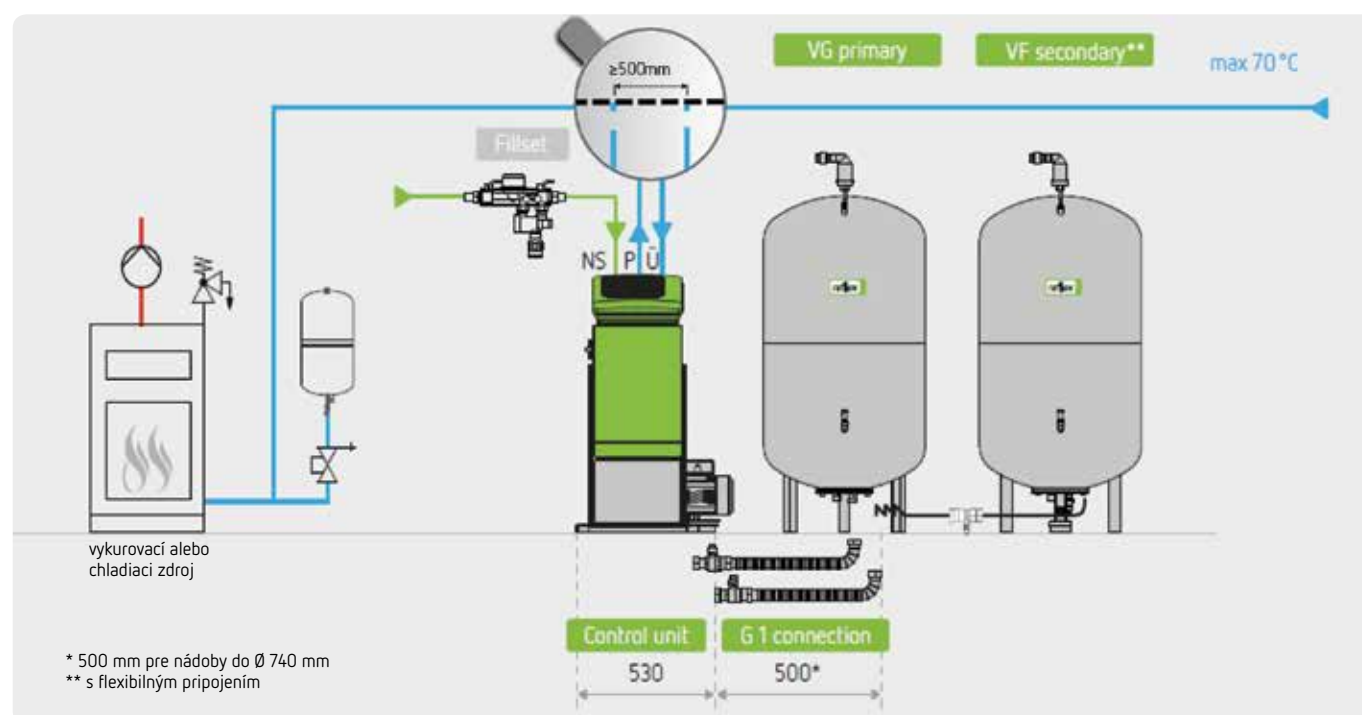 ≥500mm
VG primary
VF secondary**
max 70 °C
Fillset
NS P Ü
vykurovací alebo
chladiaci zdroj
Control unit
G 1 connection
530
500*
* 500 mm pre nádoby do Ø 740 mm
** s flexibilným pripojením